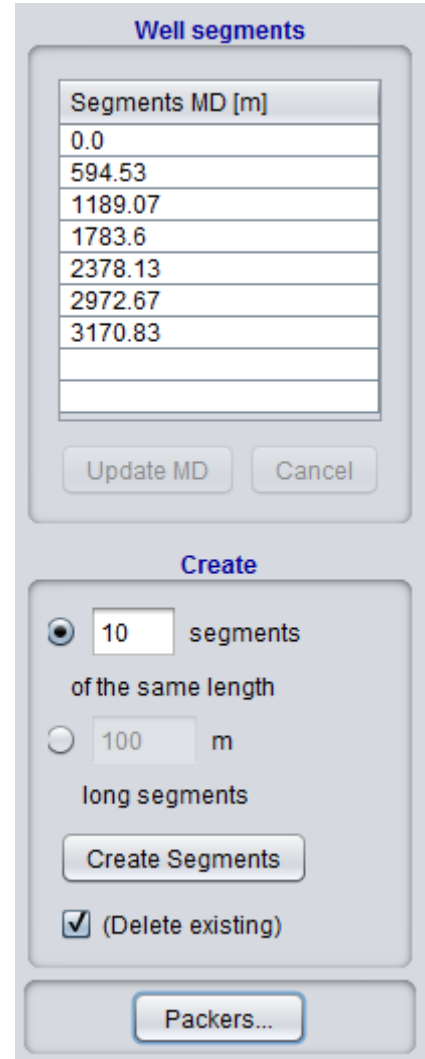 Well segments
Segments MD [m]
0.0
594.53
1189.07
1783.6
2378.13
2972.67
3170.83
Update MD Cancel
Create
10 segments
of the same length
100 m
long segments
Create Segments
(Delete existing)
Packers...